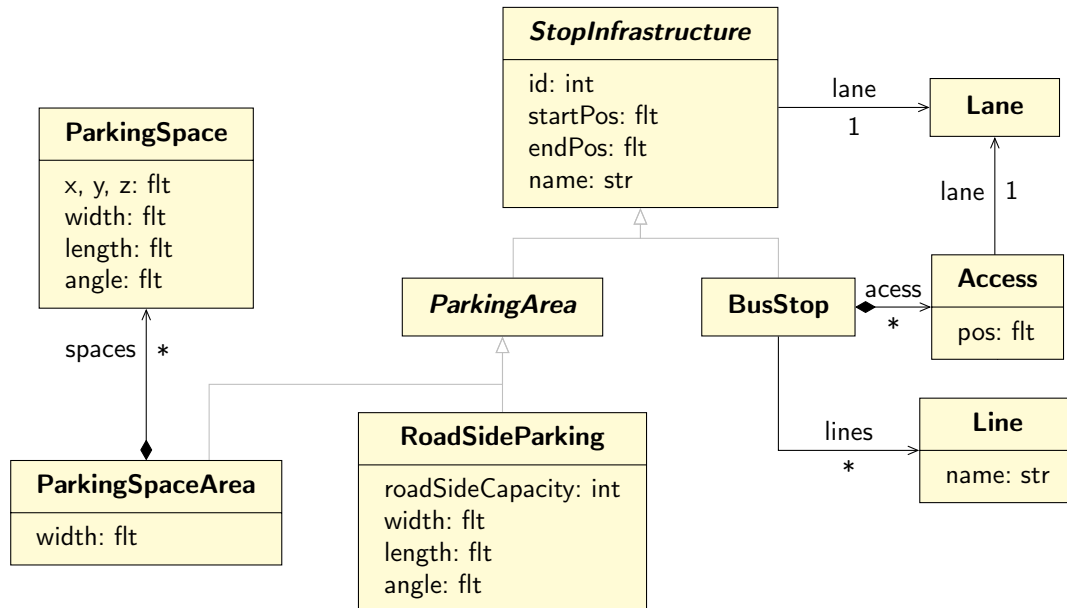 StopInfrastructure
id: int
startPos: flt
endPos: flt
name: str
lane
1
Lane
ParkingSpace
x, y, z: flt
width: flt
length: flt
angle: flt
lane 1
ParkingArea
BusStop
acess
*
Access
pos: flt
spaces *
RoadSideParking
roadSideCapacity: int
width: flt
length: flt
angle: flt
lines
*
Line
name: str
ParkingSpaceArea
width: flt